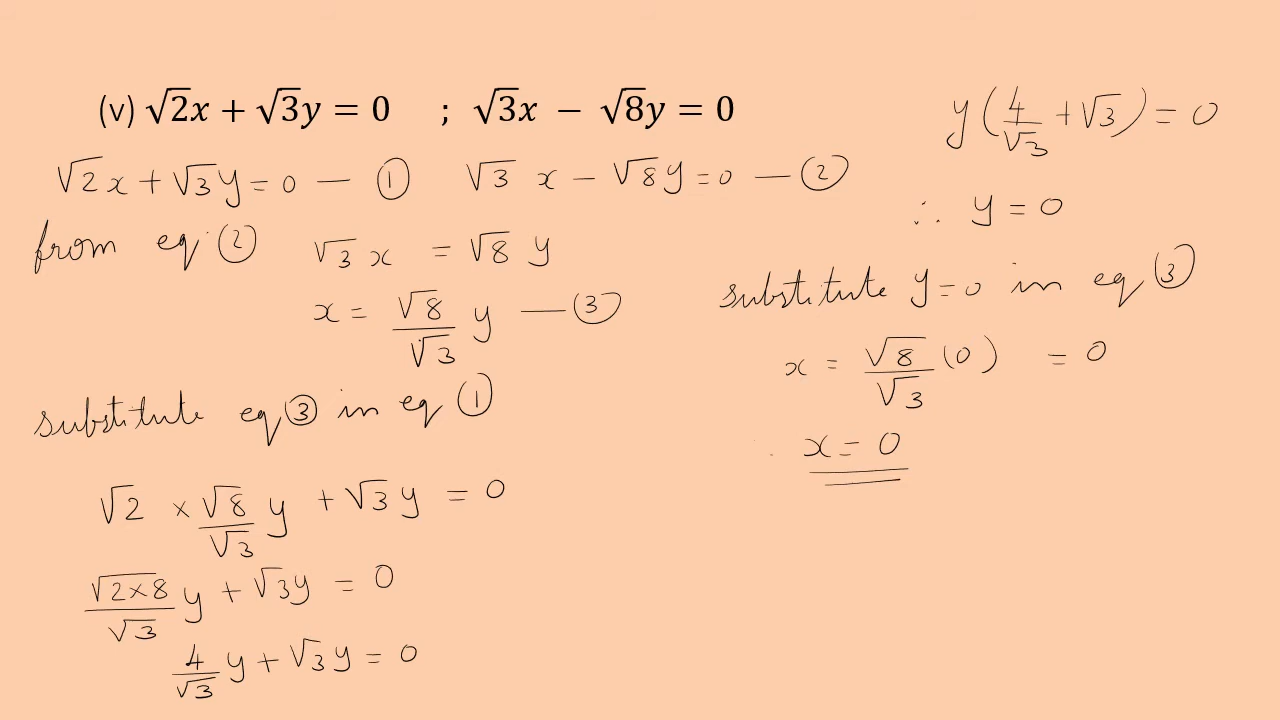 (v) √2x + √3y = 0 ; √3x − √8y = 0
√2 x + √3 y = 0 — ① √3 x − √8 y = 0 — ②
from eq ② √3 x = √8 y
x = √8/√3 y — ③
substitute eq ③ in eq ①
√2 × √8/√3 y + √3 y = 0
√2×8/√3 y + √3 y = 0
4/√3 y + √3 y = 0
y (4/√3 + √3) = 0
∴ y = 0
substitute y = 0 in eq ③
x = √8/√3 (0) = 0
∴ x = 0